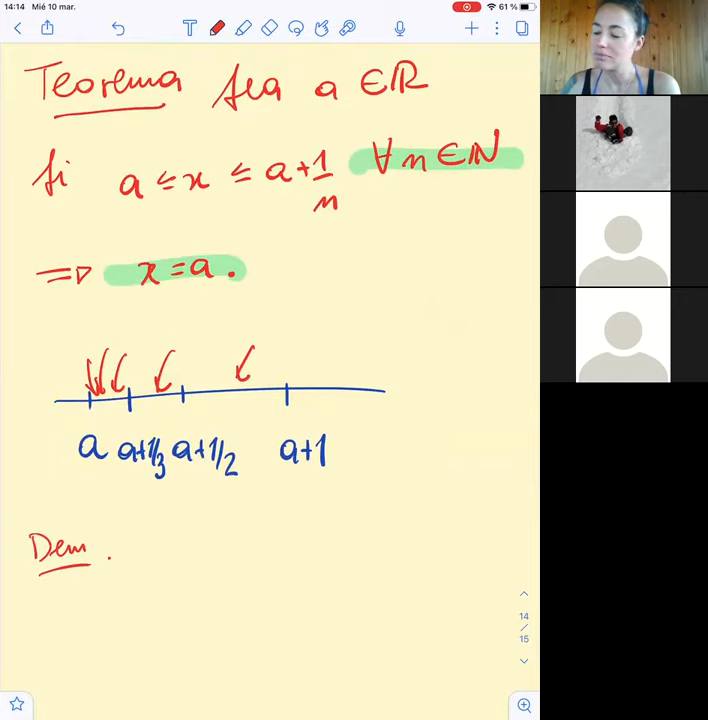 14:14 Mié 10 mar.
61 %
Teorema Sea a ∈ ℝ
Si a ≤ x ≤ a+1/n ∀n ∈ ℕ
⇒ x = a.
a a+1/3 a+1/2 a+1
Dem.
14
/
15